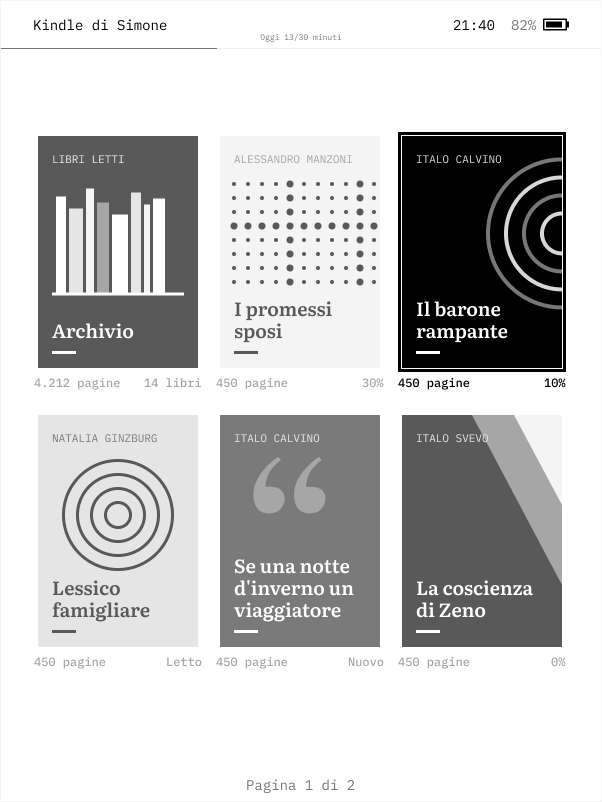 Kindle di Simone
Oggi 13/30 minuti
21:40 82%
LIBRI LETTI
Archivio
4.212 pagine 14 libri
ALESSANDRO MANZONI
I promessi
sposi
450 pagine 30%
ITALO CALVINO
Il barone
rampante
450 pagine 10%
NATALIA GINZBURG
Lessico
famigliare
450 pagine Letto
ITALO CALVINO
Se una notte
d'inverno un
viaggiatore
450 pagine Nuovo
ITALO SVEVO
La coscienza
di Zeno
450 pagine 0%
Pagina 1 di 2